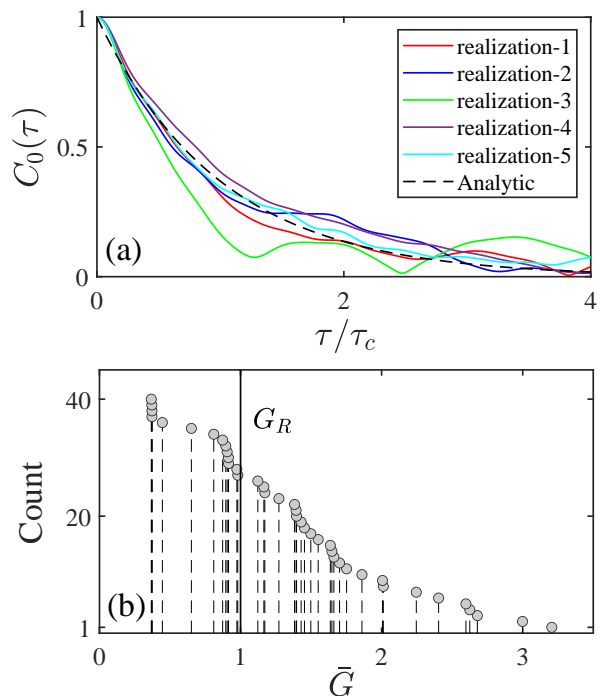 1
0.5
0
C₀(τ)
realization-1
realization-2
realization-3
realization-4
realization-5
Analytic
(a)
0 2 4
τ/τ_c
40
20
1
Count
G_R
(b)
0 1 2 3
Ḡ